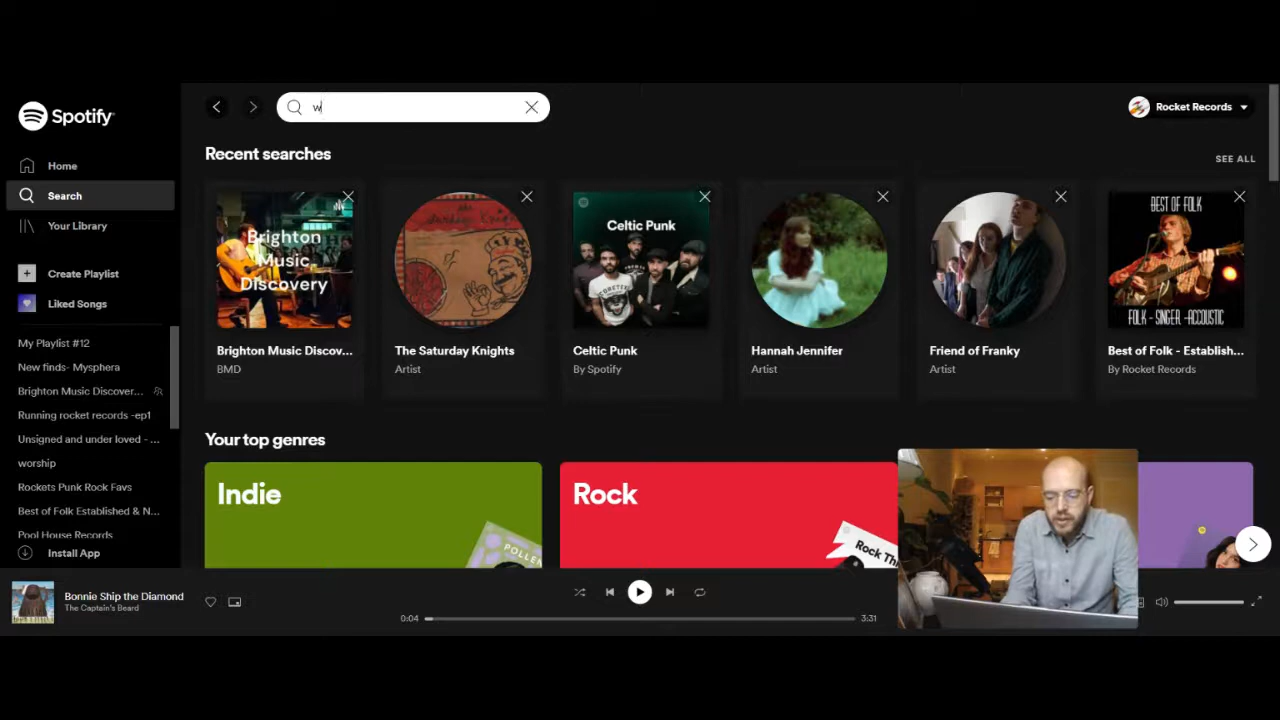 Spotify
w
Rocket Records
Home
Search
Your Library
Create Playlist
Liked Songs
My Playlist #12
New finds- Mysphera
Brighton Music Discover...
Running rocket records -ep1
Unsigned and under loved - ...
worship
Rockets Punk Rock Favs
Best of Folk Established & N...
Pool House Records
Install App
Recent searches
SEE ALL
Brighton
Music
Discovery
Celtic Punk
BEST OF FOLK
FOLK - SINGER -ACCOUSTIC
Brighton Music Discov...
The Saturday Knights
Celtic Punk
Hannah Jennifer
Friend of Franky
Best of Folk - Establish...
BMD
Artist
By Spotify
Artist
Artist
By Rocket Records
Your top genres
Indie
Rock
POLLEN
Rock Th
Bonnie Ship the Diamond
The Captain's Beard
0:04
3:31